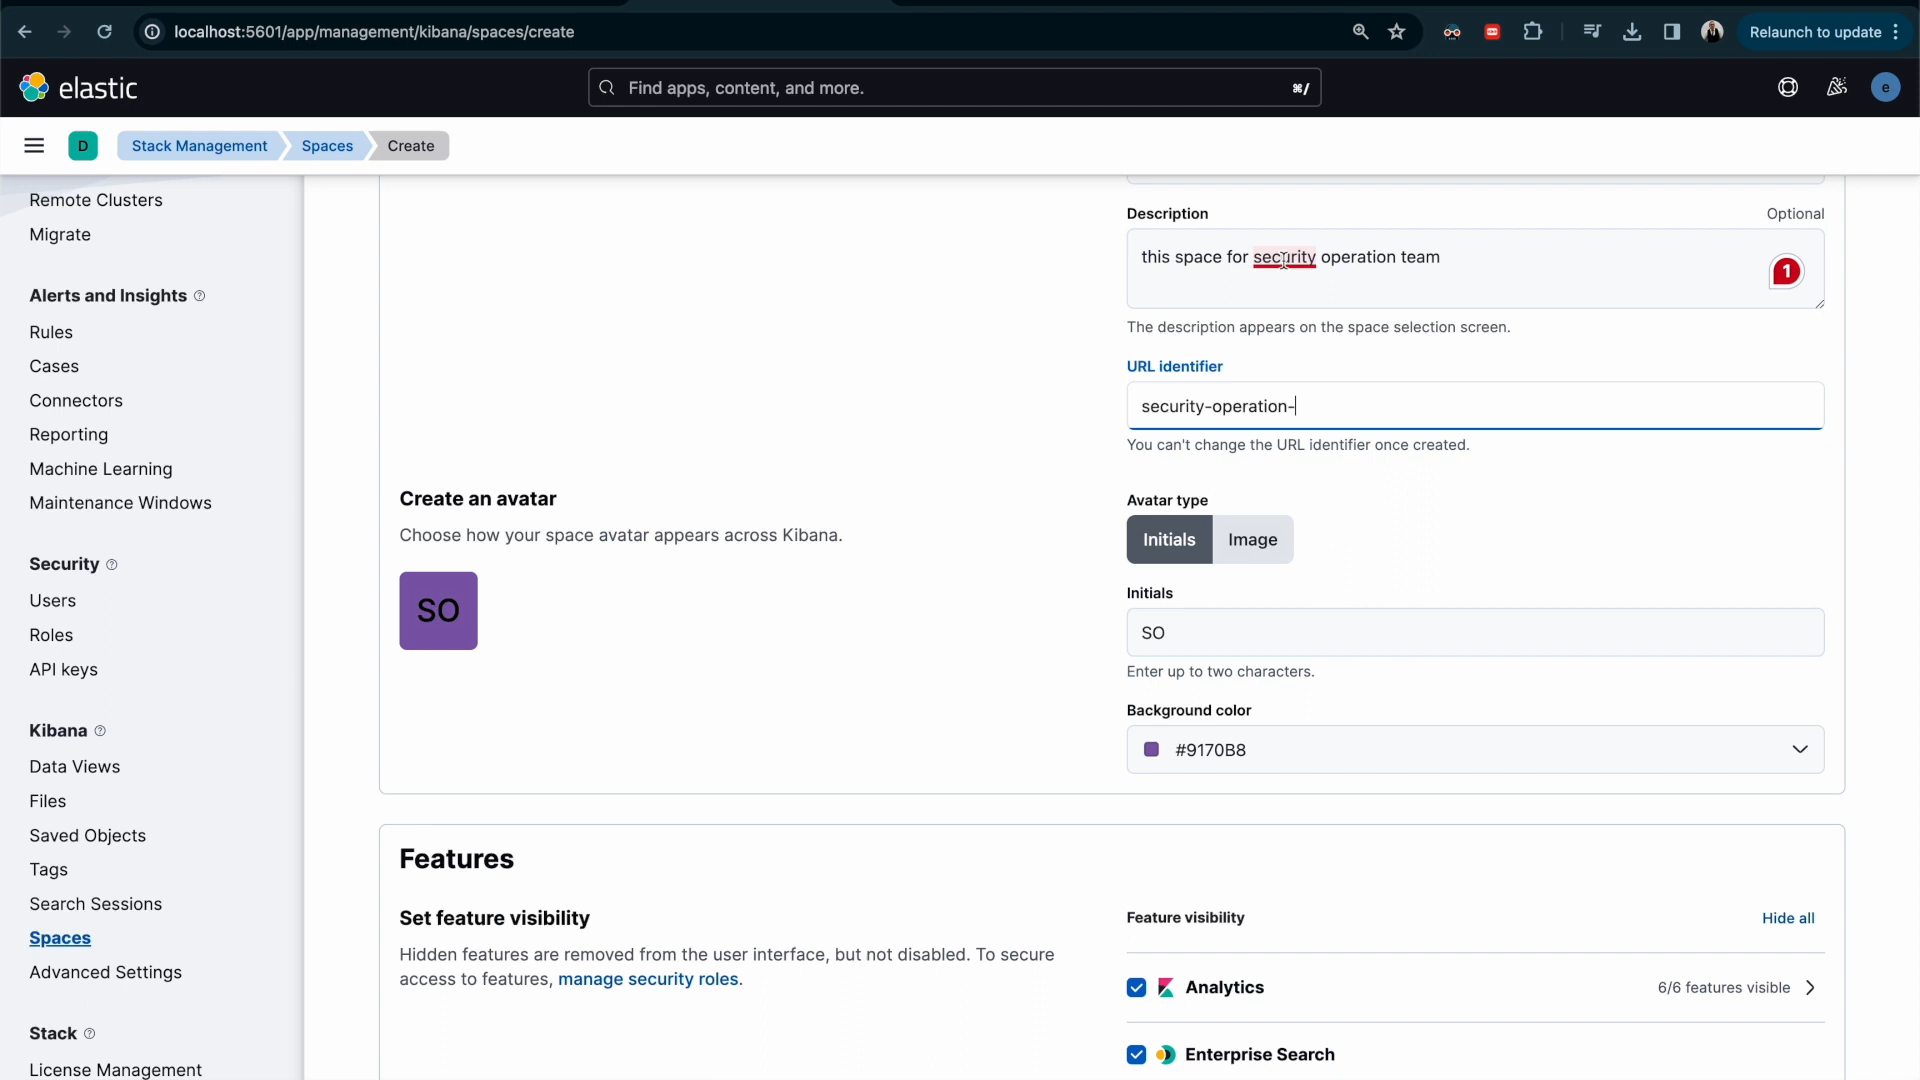 localhost:5601/app/management/kibana/spaces/create
Relaunch to update
elastic
Find apps, content, and more.
⌘/
e
D
Stack Management
Spaces
Create
Remote Clusters
Migrate
Alerts and Insights
Rules
Cases
Connectors
Reporting
Machine Learning
Maintenance Windows
Security
Users
Roles
API keys
Kibana
Data Views
Files
Saved Objects
Tags
Search Sessions
Spaces
Advanced Settings
Stack
License Management
Description
Optional
this space for security operation team
1
The description appears on the space selection screen.
URL identifier
security-operation-
You can't change the URL identifier once created.
Create an avatar
Choose how your space avatar appears across Kibana.
SO
Avatar type
Initials
Image
Initials
SO
Enter up to two characters.
Background color
#9170B8
Features
Set feature visibility
Hidden features are removed from the user interface, but not disabled. To secure
access to features, manage security roles.
Feature visibility
Hide all
Analytics
6/6 features visible
Enterprise Search